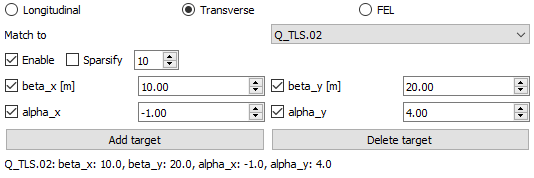 Longitudinal Transverse FEL
Match to Q_TLS.02
Enable Sparsify 10
beta_x [m] 10.00 beta_y [m] 20.00
alpha_x -1.00 alpha_y 4.00
Add target Delete target
Q_TLS.02: beta_x: 10.0, beta_y: 20.0, alpha_x: -1.0, alpha_y: 4.0